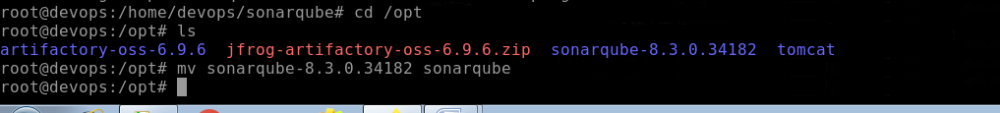 root@devops:/home/devops/sonarqube# cd /opt
root@devops:/opt# ls
artifactory-oss-6.9.6  jfrog-artifactory-oss-6.9.6.zip  sonarqube-8.3.0.34182  tomcat
root@devops:/opt# mv sonarqube-8.3.0.34182 sonarqube
root@devops:/opt#